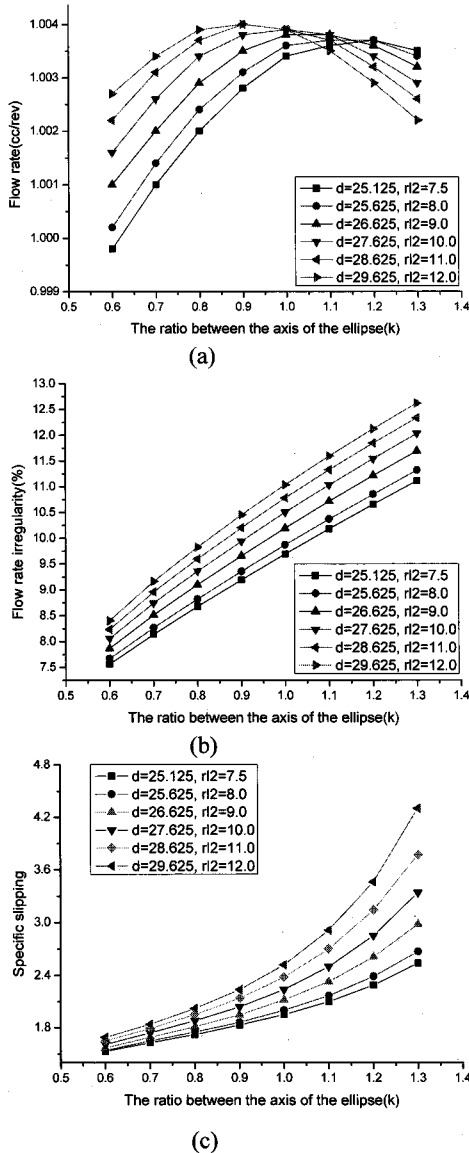 Flow rate(cc/rev)
1.004
1.003
1.002
1.001
1.000
0.999
d=25.125, rl2=7.5
d=25.625, rl2=8.0
d=26.625, rl2=9.0
d=27.625, rl2=10.0
d=28.625, rl2=11.0
d=29.625, rl2=12.0
0.5 0.6 0.7 0.8 0.9 1.0 1.1 1.2 1.3 1.4
The ratio between the axis of the ellipse(k)
(a)
Flow rate irregularity(%)
13.0
12.5
12.0
11.5
11.0
10.5
10.0
9.5
9.0
8.5
8.0
7.5
d=25.125, rl2=7.5
d=25.625, rl2=8.0
d=26.625, rl2=9.0
d=27.625, rl2=10.0
d=28.625, rl2=11.0
d=29.625, rl2=12.0
0.5 0.6 0.7 0.8 0.9 1.0 1.1 1.2 1.3 1.4
The ratio between the axis of the ellipse(k)
(b)
Specific slipping
4.8
4.2
3.6
3.0
2.4
1.8
d=25.125, rl2=7.5
d=25.625, rl2=8.0
d=26.625, rl2=9.0
d=27.625, rl2=10.0
d=28.625, rl2=11.0
d=29.625, rl2=12.0
0.5 0.6 0.7 0.8 0.9 1.0 1.1 1.2 1.3 1.4
The ratio between the axis of the ellipse(k)
(c)